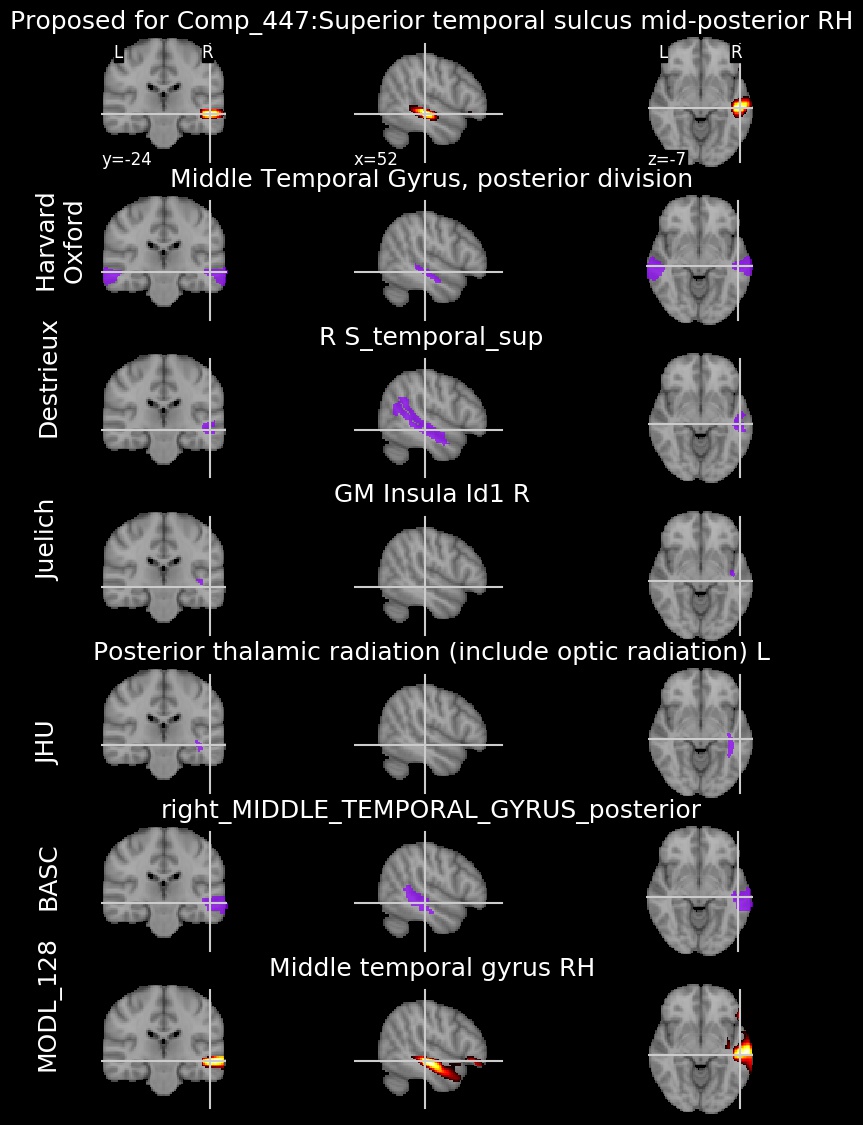 Proposed for Comp_447:Superior temporal sulcus mid-posterior RH
L R L R
y=-24 x=52 z=-7
Middle Temporal Gyrus, posterior division
Harvard
Oxford
R S_temporal_sup
Destrieux
GM Insula Id1 R
Juelich
Posterior thalamic radiation (include optic radiation) L
JHU
right_MIDDLE_TEMPORAL_GYRUS_posterior
BASC
Middle temporal gyrus RH
MODL_128